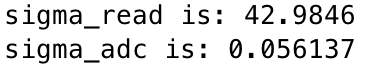 sigma_read is: 42.9846
sigma_adc is: 0.056137